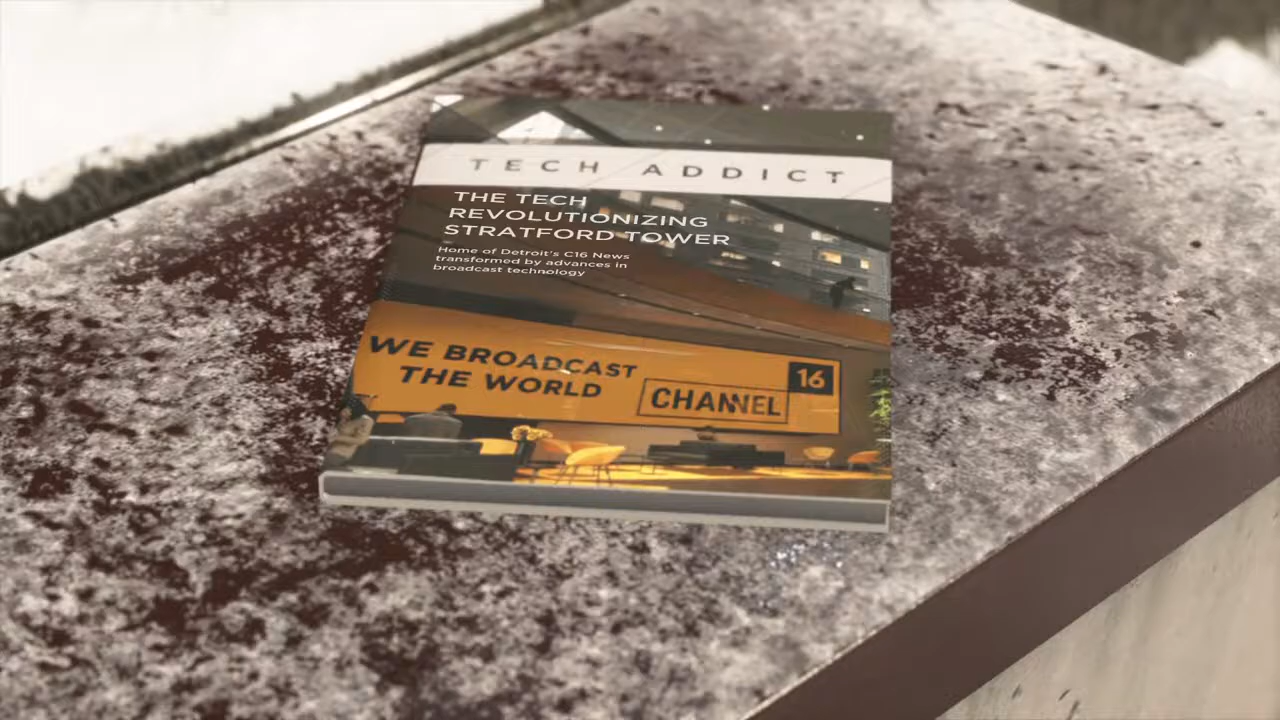 TECH ADDICT
THE TECH
REVOLUTIONIZING
STRATFORD TOWER
Home of Detroit's C16 News
transformed by advances in
broadcast technology
WE BROADCAST
THE WORLD
CHANNEL
16